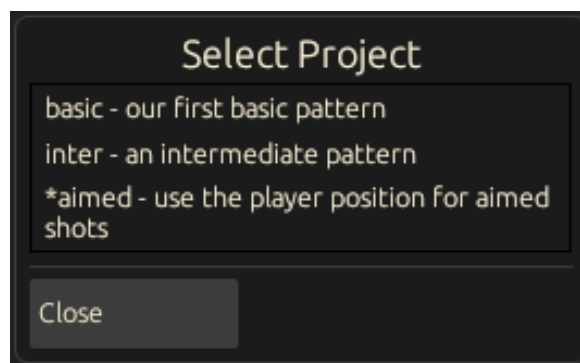 Select Project
basic - our first basic pattern
inter - an intermediate pattern
*aimed - use the player position for aimed
shots
Close